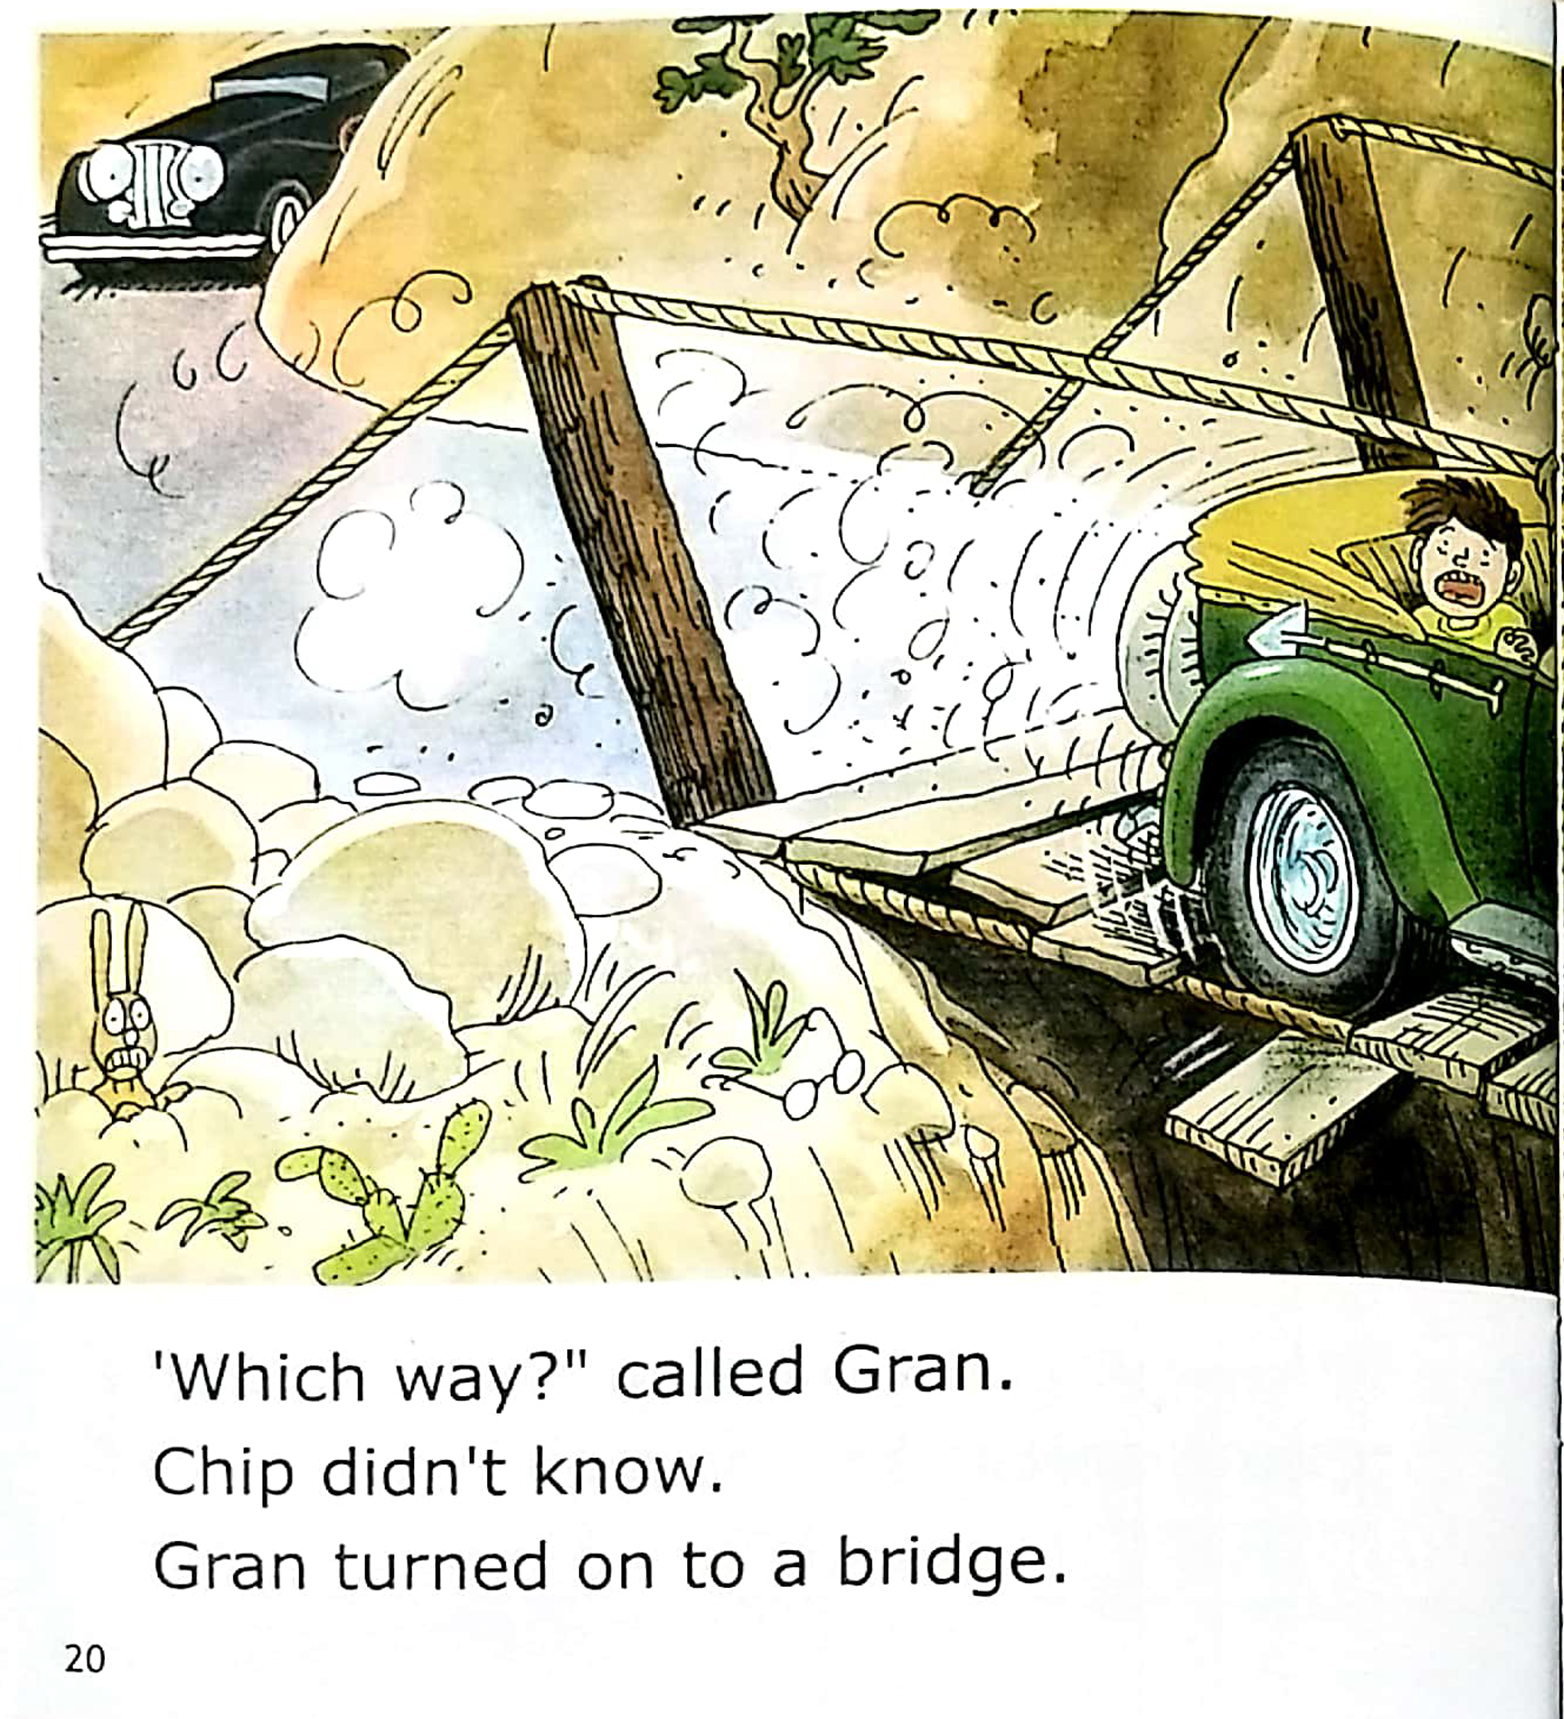 'Which way?" called Gran.
Chip didn't know.
Gran turned on to a bridge.
20